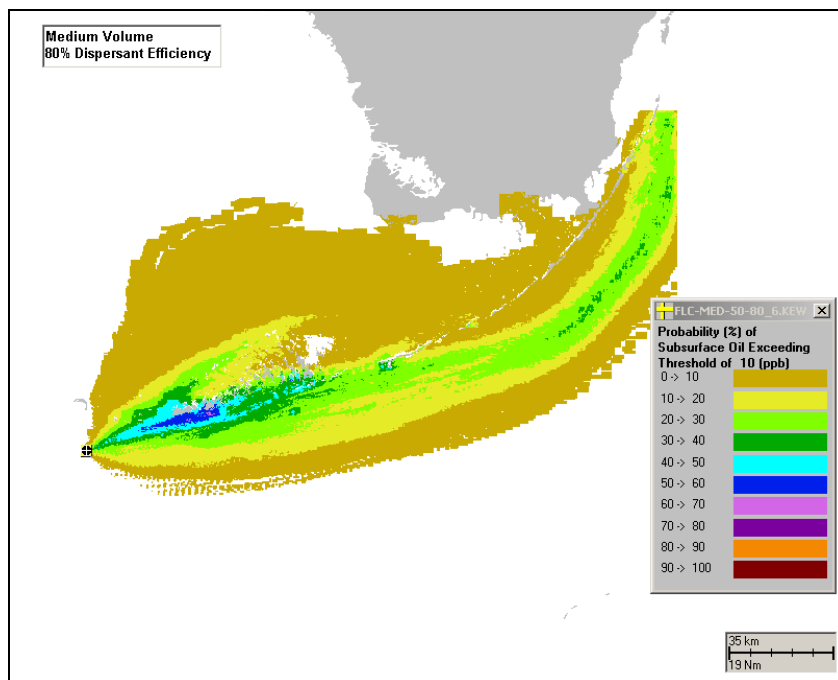 Medium Volume
80% Dispersant Efficiency
FLC-MED-50-80_6.KEW
Probability (%) of
Subsurface Oil Exceeding
Threshold of 10 (ppb)
0 -> 10
10 -> 20
20 -> 30
30 -> 40
40 -> 50
50 -> 60
60 -> 70
70 -> 80
80 -> 90
90 -> 100
35 km
19 Nm